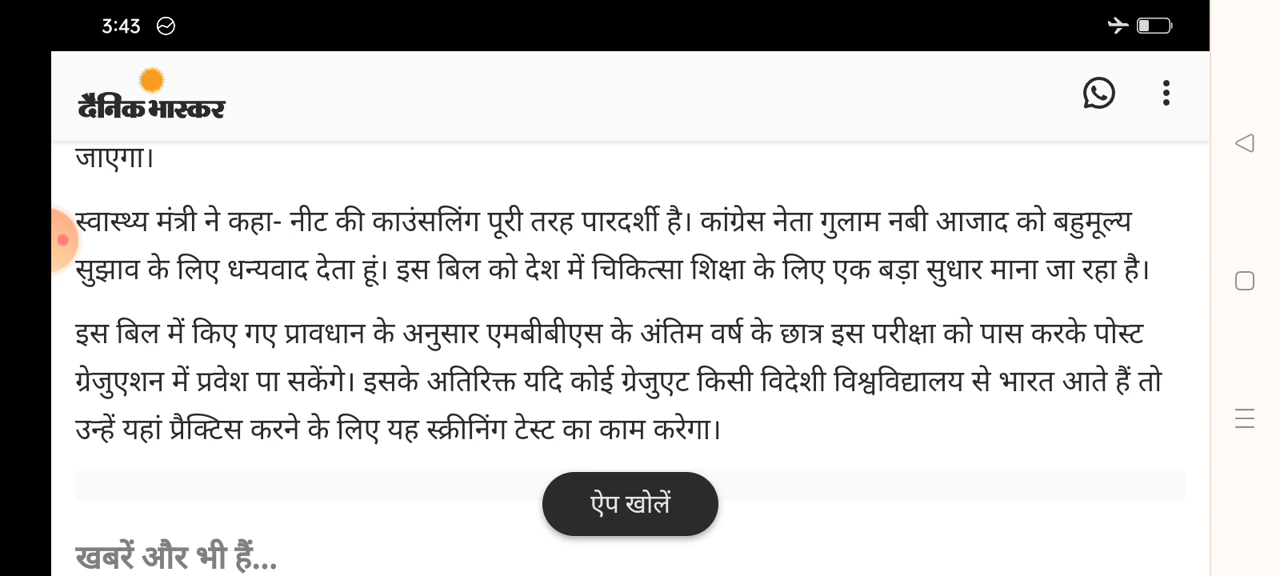 3:43
दैनिक भास्कर
जाएगा।
स्वास्थ्य मंत्री ने कहा- नीट की काउंसलिंग पूरी तरह पारदर्शी है। कांग्रेस नेता गुलाम नबी आजाद को बहुमूल्य
सुझाव के लिए धन्यवाद देता हूं। इस बिल को देश में चिकित्सा शिक्षा के लिए एक बड़ा सुधार माना जा रहा है।
इस बिल में किए गए प्रावधान के अनुसार एमबीबीएस के अंतिम वर्ष के छात्र इस परीक्षा को पास करके पोस्ट
ग्रेजुएशन में प्रवेश पा सकेंगे। इसके अतिरिक्त यदि कोई ग्रेजुएट किसी विदेशी विश्वविद्यालय से भारत आते हैं तो
उन्हें यहां प्रैक्टिस करने के लिए यह स्क्रीनिंग टेस्ट का काम करेगा।
ऐप खोलें
खबरें और भी हैं...